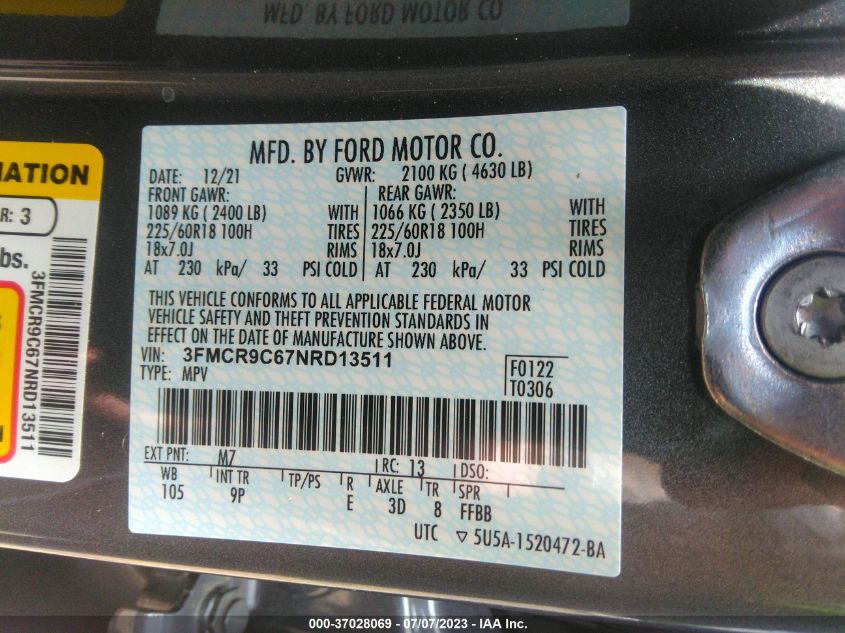 MFD. BY FORD MOTOR CO
MATION
R: 3
bs.
3FMCR9C67NRD13511
MFD. BY FORD MOTOR CO.
DATE: 12/21 GVWR: 2100 KG ( 4630 LB)
FRONT GAWR: REAR GAWR:
1089 KG ( 2400 LB) WITH 1066 KG ( 2350 LB) WITH
225/60R18 100H TIRES 225/60R18 100H TIRES
18x7.0J RIMS 18x7.0J RIMS
AT 230 kPa/ 33 PSI COLD AT 230 kPa/ 33 PSI COLD
THIS VEHICLE CONFORMS TO ALL APPLICABLE FEDERAL MOTOR
VEHICLE SAFETY AND THEFT PREVENTION STANDARDS IN
EFFECT ON THE DATE OF MANUFACTURE SHOWN ABOVE.
VIN: 3FMCR9C67NRD13511
TYPE: MPV
F0122
T0306
EXT PNT: M7 RC: 13 DSO:
WB INT TR TP/PS R AXLE TR SPR
105 9P E 3D 8 FFBB
UTC ▽ 5U5A-1520472-BA
000-37028069 - 07/07/2023 - IAA Inc.